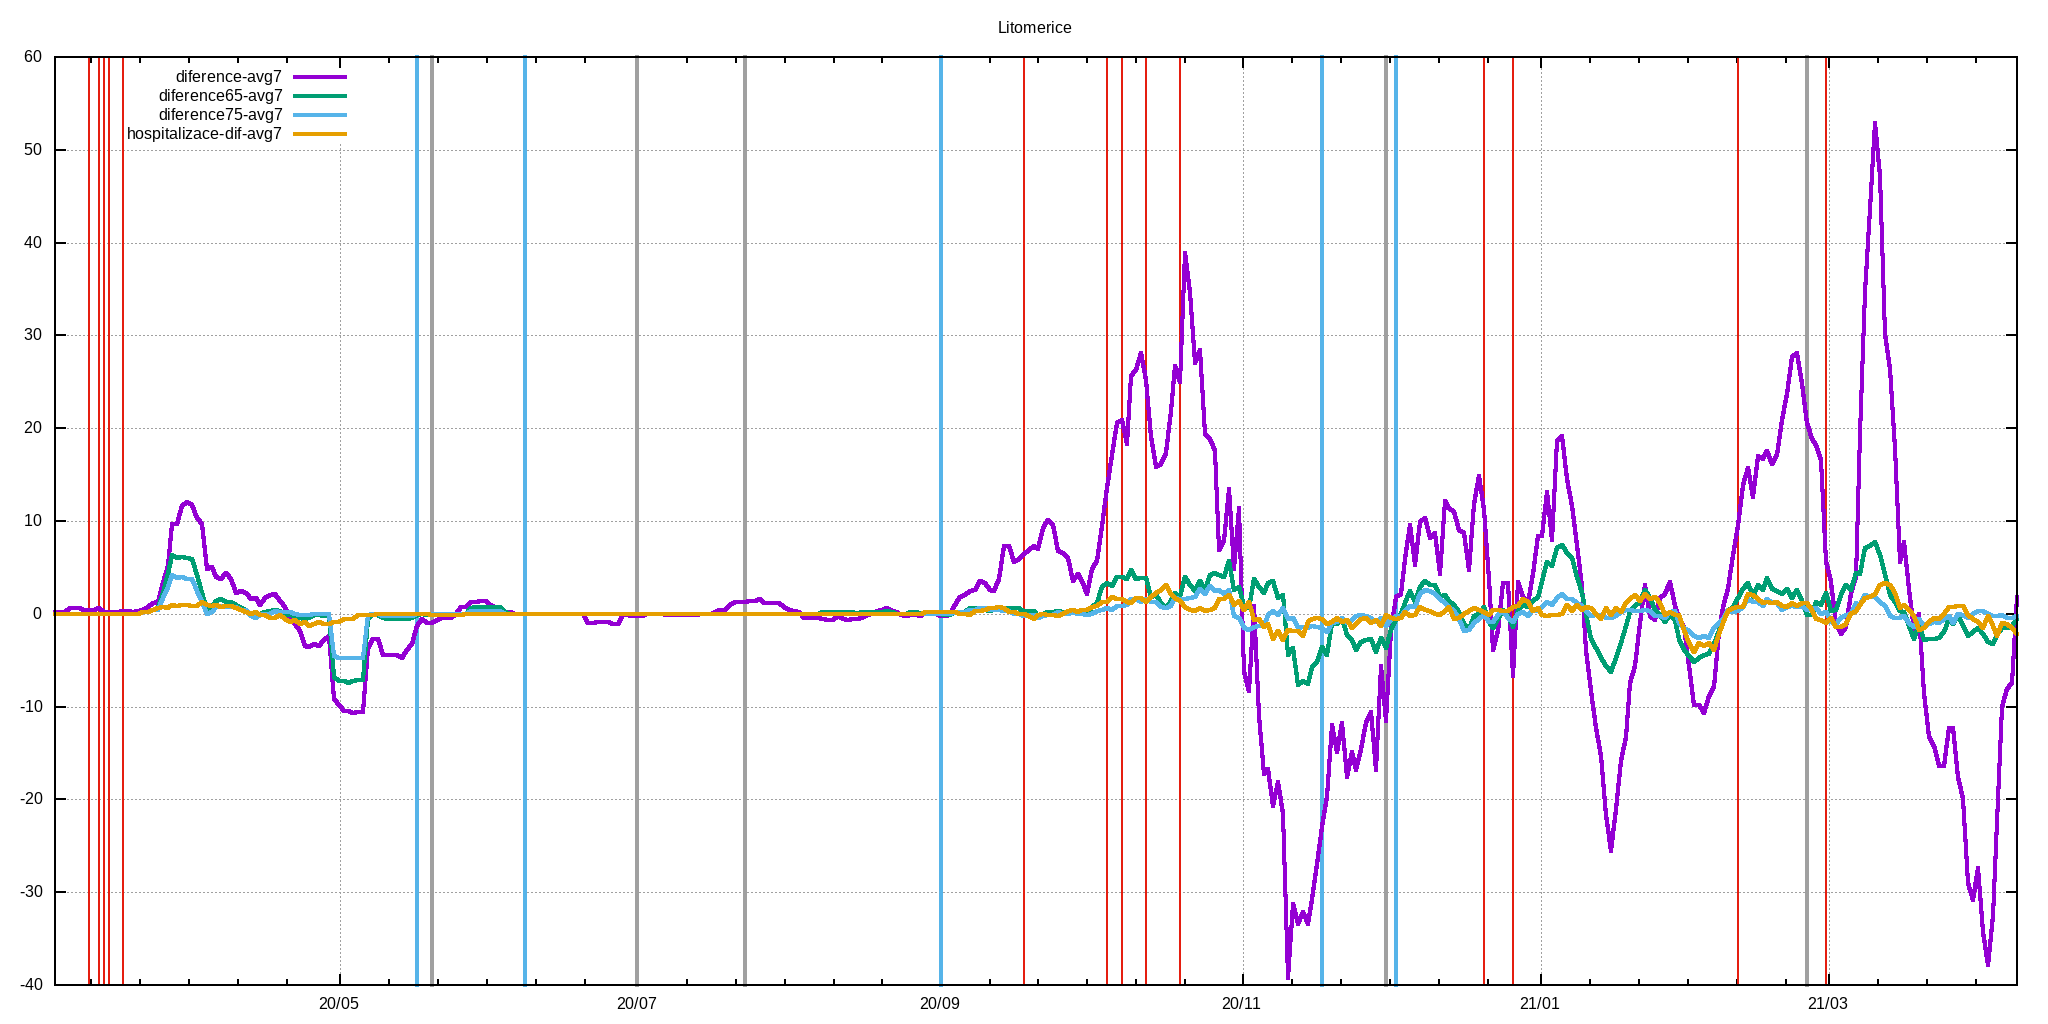 Litomerice
60
50
40
30
20
10
0
-10
-20
-30
-40
diference-avg7
diference65-avg7
diference75-avg7
hospitalizace-dif-avg7
20/05 20/07 20/09 20/11 21/01 21/03